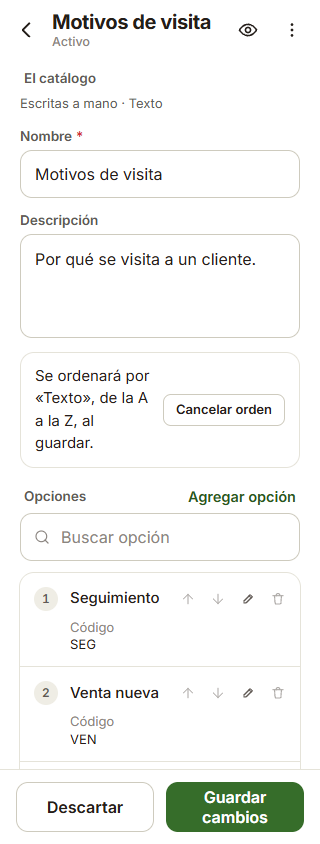 Motivos de visita
Activo
El catálogo
Escritas a mano · Texto
Nombre *
Motivos de visita
Descripción
Por qué se visita a un cliente.
Se ordenará por
«Texto», de la A
a la Z, al
guardar.
Cancelar orden
Opciones
Agregar opción
Buscar opción
1
Seguimiento
Código
SEG
2
Venta nueva
Código
VEN
Descartar
Guardar
cambios